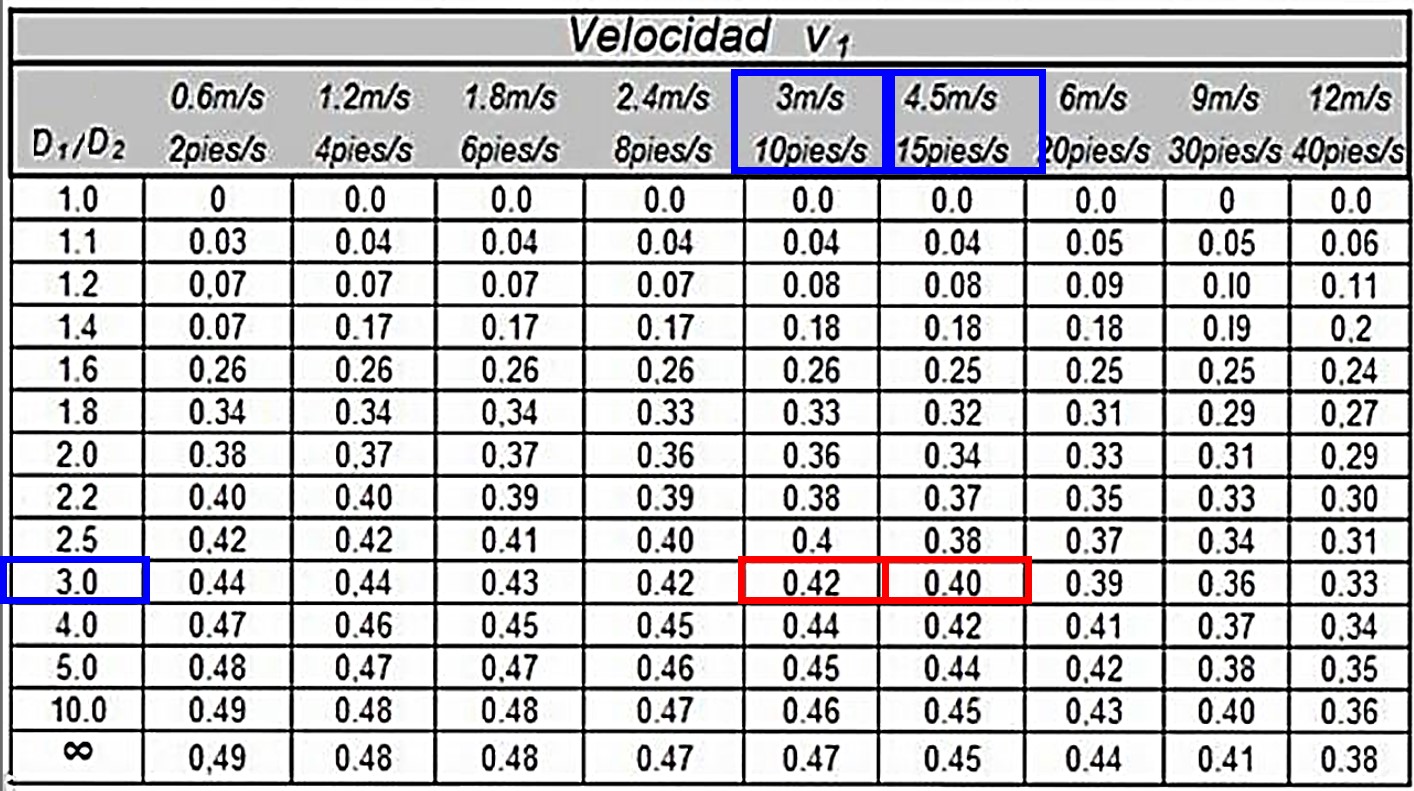 Velocidad v₁
0.6m/s 1.2m/s 1.8m/s 2.4m/s 3m/s 4.5m/s 6m/s 9m/s 12m/s
D₁/D₂ 2pies/s 4pies/s 6pies/s 8pies/s 10pies/s 15pies/s 20pies/s 30pies/s 40pies/s
1.0 0 0.0 0.0 0.0 0.0 0.0 0.0 0 0.0
1.1 0.03 0.04 0.04 0.04 0.04 0.04 0.05 0.05 0.06
1.2 0,07 0.07 0.07 0.07 0.08 0.08 0.09 0.10 0.11
1.4 0.07 0.17 0.17 0.17 0.18 0.18 0.18 0.19 0,2
1.6 0,26 0.26 0,26 0,26 0.26 0.25 0.25 0,25 0,24
1.8 0.34 0.34 0,34 0.33 0.33 0.32 0.31 0.29 0,27
2.0 0.38 0,37 0,37 0.36 0.36 0.34 0.33 0.31 0,29
2.2 0.40 0.40 0.39 0.39 0.38 0.37 0.35 0.33 0.30
2.5 0,42 0.42 0.41 0.40 0.4 0.38 0.37 0.34 0.31
3.0 0.44 0,44 0.43 0.42 0.42 0.40 0.39 0.36 0.33
4.0 0.47 0.46 0.45 0.45 0.44 0.42 0.41 0.37 0,34
5.0 0.48 0,47 0,47 0.46 0.45 0.44 0,42 0.38 0.35
10.0 0.49 0.48 0.48 0.47 0.46 0.45 0,43 0.40 0.36
∞ 0,49 0.48 0.48 0.47 0.47 0.45 0.44 0.41 0.38